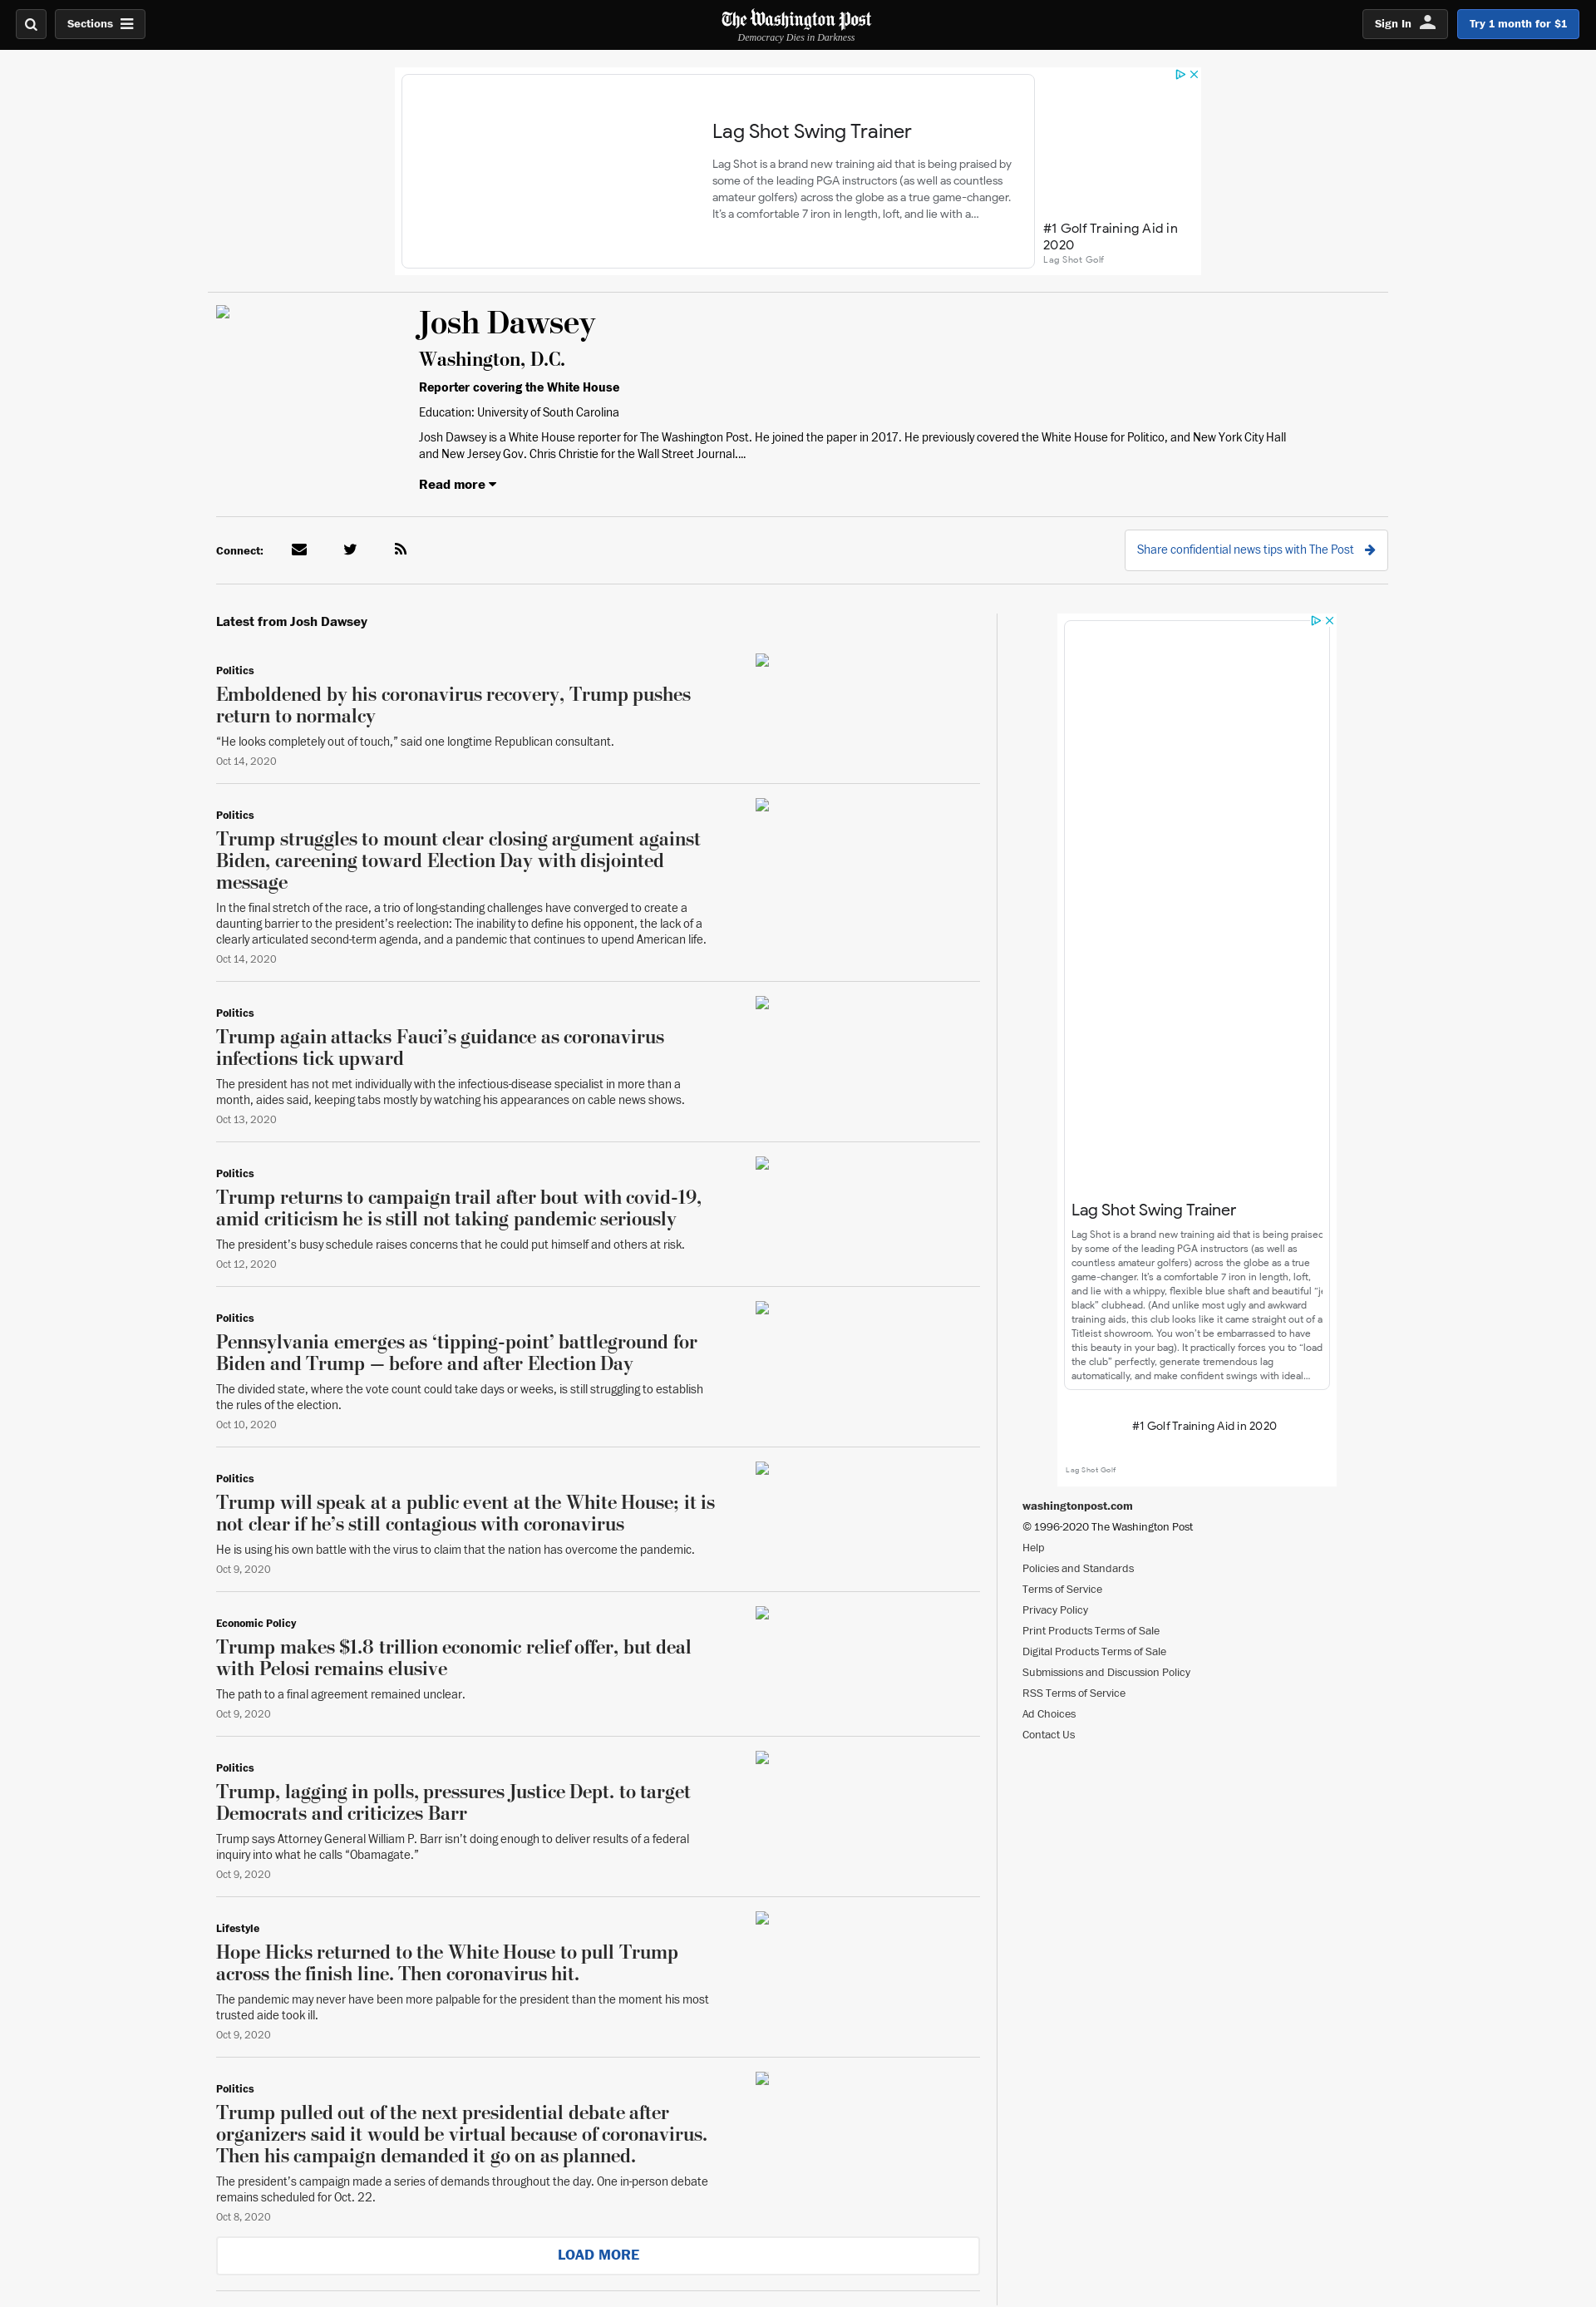 Sections
The Washington Post
Democracy Dies in Darkness
Sign In
Try 1 month for $1
Lag Shot Swing Trainer
Lag Shot is a brand new training aid that is being praised by
some of the leading PGA instructors (as well as countless
amateur golfers) across the globe as a true game-changer.
It's a comfortable 7 iron in length, loft, and lie with a...
#1 Golf Training Aid in
2020
Lag Shot Golf
Josh Dawsey
Washington, D.C.
Reporter covering the White House
Education: University of South Carolina
Josh Dawsey is a White House reporter for The Washington Post. He joined the paper in 2017. He previously covered the White House for Politico, and New York City Hall
and New Jersey Gov. Chris Christie for the Wall Street Journal....
Read more
Connect:
Share confidential news tips with The Post
Latest from Josh Dawsey
Politics
Emboldened by his coronavirus recovery, Trump pushes
return to normalcy
“He looks completely out of touch,” said one longtime Republican consultant.
Oct 14, 2020
Politics
Trump struggles to mount clear closing argument against
Biden, careening toward Election Day with disjointed
message
In the final stretch of the race, a trio of long-standing challenges have converged to create a
daunting barrier to the president’s reelection: The inability to define his opponent, the lack of a
clearly articulated second-term agenda, and a pandemic that continues to upend American life.
Oct 14, 2020
Politics
Trump again attacks Fauci’s guidance as coronavirus
infections tick upward
The president has not met individually with the infectious-disease specialist in more than a
month, aides said, keeping tabs mostly by watching his appearances on cable news shows.
Oct 13, 2020
Politics
Trump returns to campaign trail after bout with covid-19,
amid criticism he is still not taking pandemic seriously
The president’s busy schedule raises concerns that he could put himself and others at risk.
Oct 12, 2020
Politics
Pennsylvania emerges as ‘tipping-point’ battleground for
Biden and Trump — before and after Election Day
The divided state, where the vote count could take days or weeks, is still struggling to establish
the rules of the election.
Oct 10, 2020
Politics
Trump will speak at a public event at the White House; it is
not clear if he’s still contagious with coronavirus
He is using his own battle with the virus to claim that the nation has overcome the pandemic.
Oct 9, 2020
Economic Policy
Trump makes $1.8 trillion economic relief offer, but deal
with Pelosi remains elusive
The path to a final agreement remained unclear.
Oct 9, 2020
Politics
Trump, lagging in polls, pressures Justice Dept. to target
Democrats and criticizes Barr
Trump says Attorney General William P. Barr isn’t doing enough to deliver results of a federal
inquiry into what he calls “Obamagate.”
Oct 9, 2020
Lifestyle
Hope Hicks returned to the White House to pull Trump
across the finish line. Then coronavirus hit.
The pandemic may never have been more palpable for the president than the moment his most
trusted aide took ill.
Oct 9, 2020
Politics
Trump pulled out of the next presidential debate after
organizers said it would be virtual because of coronavirus.
Then his campaign demanded it go on as planned.
The president’s campaign made a series of demands throughout the day. One in-person debate
remains scheduled for Oct. 22.
Oct 8, 2020
LOAD MORE
Lag Shot Swing Trainer
Lag Shot is a brand new training aid that is being praised
by some of the leading PGA instructors (as well as
countless amateur golfers) across the globe as a true
game-changer. It's a comfortable 7 iron in length, loft,
and lie with a whippy, flexible blue shaft and beautiful “je
black” clubhead. (And unlike most ugly and awkward
training aids, this club looks like it came straight out of a
Titleist showroom. You won't be embarrassed to have
this beauty in your bag). It practically forces you to “load
the club” perfectly, generate tremendous lag
automatically, and make confident swings with ideal...
#1 Golf Training Aid in 2020
Lag Shot Golf
washingtonpost.com
© 1996-2020 The Washington Post
Help
Policies and Standards
Terms of Service
Privacy Policy
Print Products Terms of Sale
Digital Products Terms of Sale
Submissions and Discussion Policy
RSS Terms of Service
Ad Choices
Contact Us